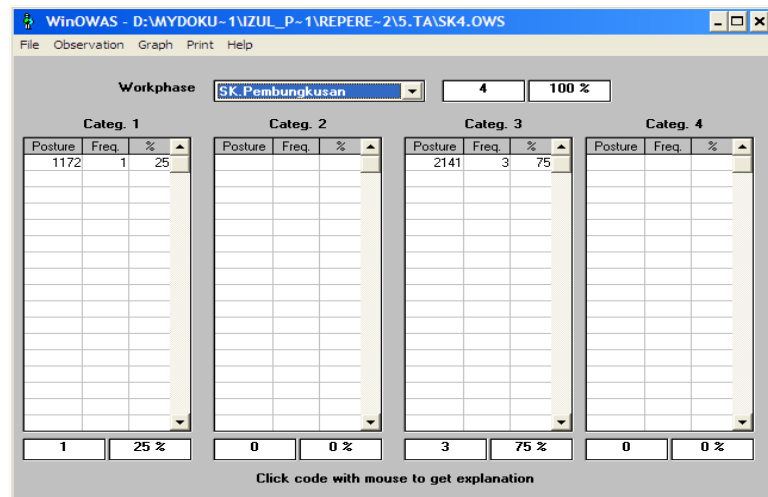 WinOWAS - D:\MYDOKU~1\IZUL_P~1\REPERE~2\5.TA\SK4.OWS
File Observation Graph Print Help
Workphase SK.Pembungkusan 4 100 %
Categ. 1 Categ. 2 Categ. 3 Categ. 4
Posture Freq. % Posture Freq. % Posture Freq. % Posture Freq. %
1172 1 25 2141 3 75
1 25 % 0 0 % 3 75 % 0 0 %
Click code with mouse to get explanation